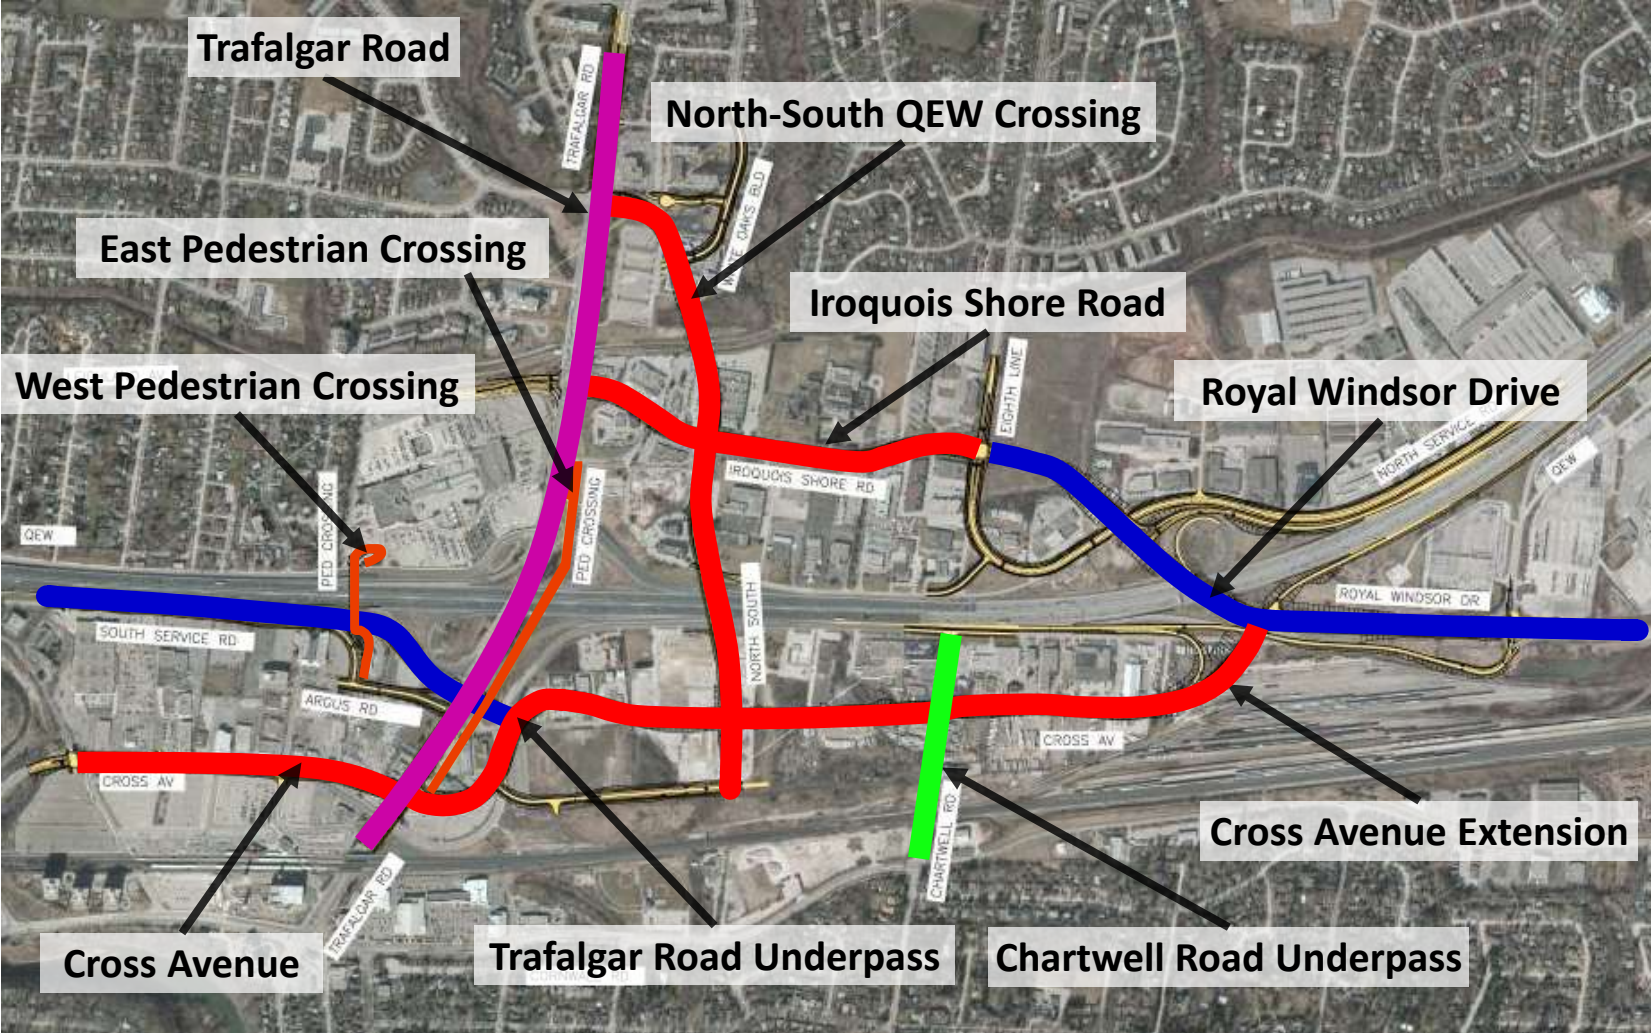 Trafalgar Road
TRAFALGAR RD
North-South QEW Crossing
East Pedestrian Crossing
OAKS BLD
Iroquois Shore Road
West Pedestrian Crossing
AV
EIGHTH LINE
Royal Windsor Drive
NORTH SERVICE RD
QEW
IROQUOIS SHORE RD
PED CROSSING
PED CROSSING
QEW
NORTH SOUTH
ROYAL WINDSOR DR
SOUTH SERVICE RD
ARGUS RD
CROSS AV
CROSS AV
CHARTWELL RD
Cross Avenue Extension
TRAFALGAR RD
Cross Avenue
Trafalgar Road Underpass
Chartwell Road Underpass